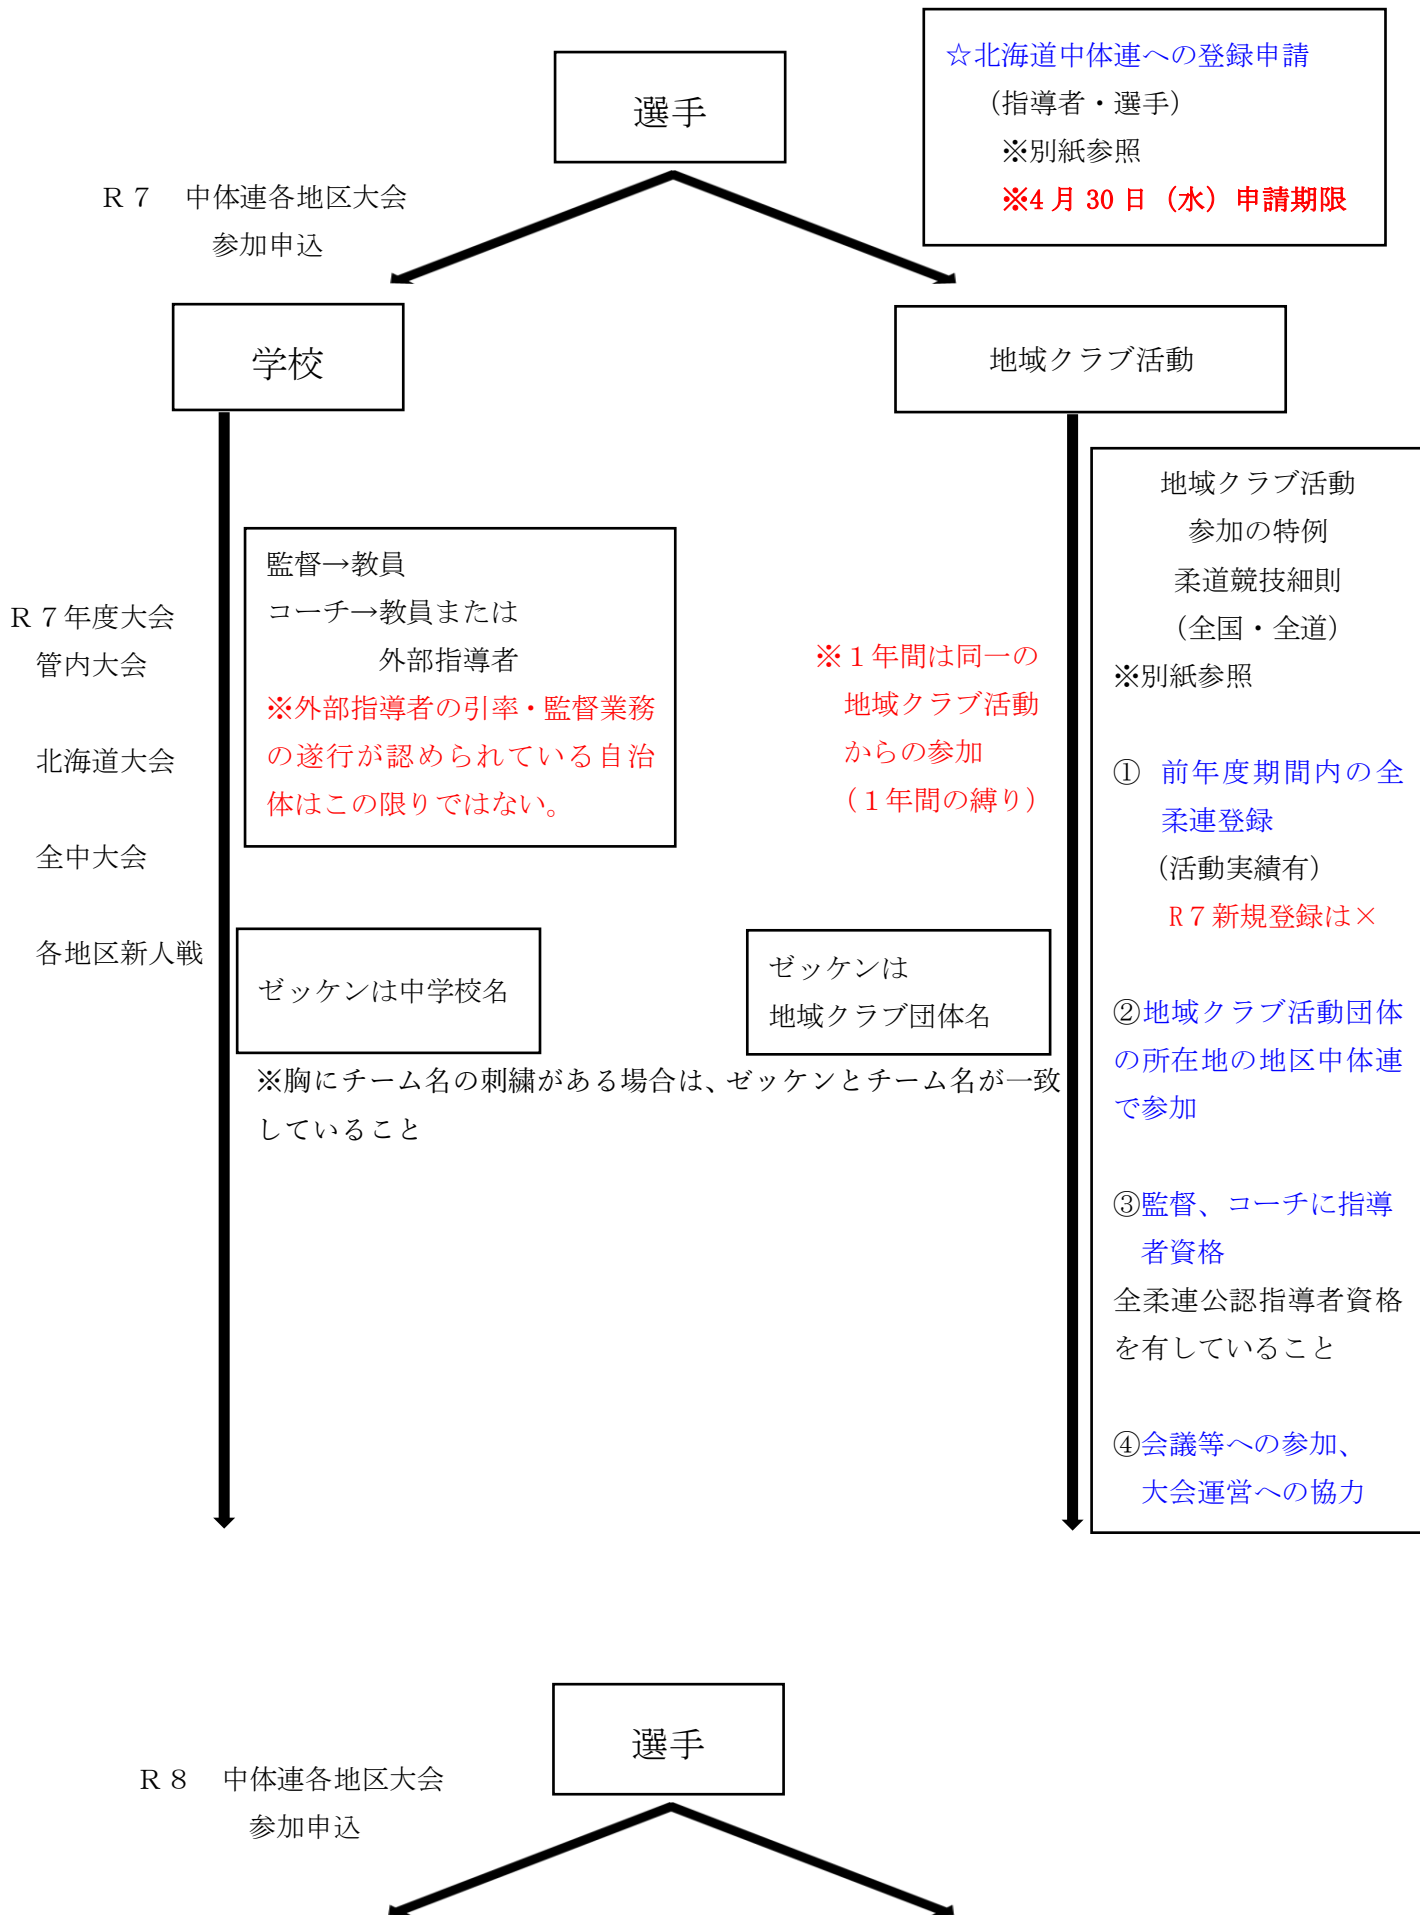 ☆北海道中体連への登録申請
（指導者・選手）
※別紙参照
※4月30日（水）申請期限
選手
Ｒ７　中体連各地区大会
参加申込
学校
地域クラブ活動
監督→教員
コーチ→教員または
外部指導者
※外部指導者の引率・監督業務
の遂行が認められている自治
体はこの限りではない。
Ｒ７年度大会
管内大会
北海道大会
全中大会
各地区新人戦
※１年間は同一の
地域クラブ活動
からの参加
（１年間の縛り）
地域クラブ活動
参加の特例
柔道競技細則
（全国・全道）
※別紙参照
① 前年度期間内の全
柔連登録
（活動実績有）
R７新規登録は×
②地域クラブ活動団体
の所在地の地区中体連
で参加
③監督、コーチに指導
者資格
全柔連公認指導者資格
を有していること
④会議等への参加、
大会運営への協力
ゼッケンは中学校名
ゼッケンは
地域クラブ団体名
※胸にチーム名の刺繍がある場合は、ゼッケンとチーム名が一致
していること
選手
Ｒ８　中体連各地区大会
参加申込